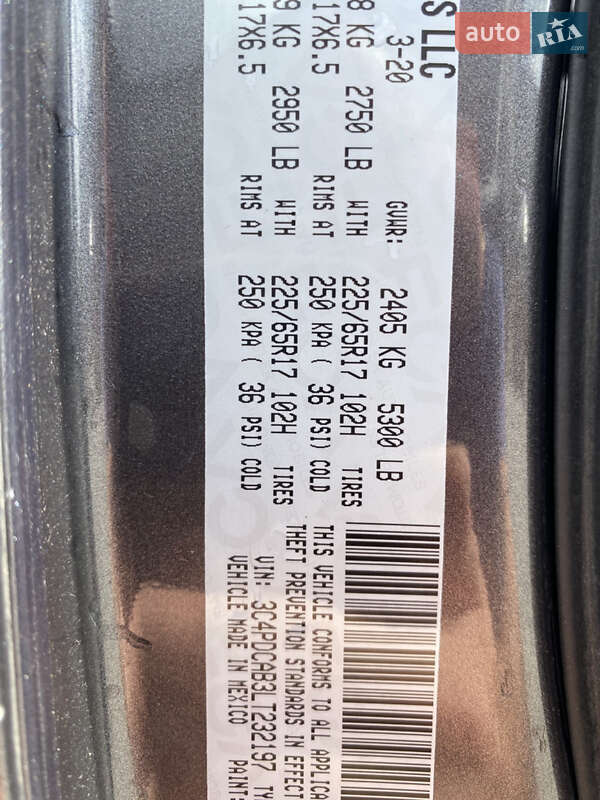 auto RIA .com
S LLC
3-20
GVWR: 2405 KG 5300 LB
8 KG 2750 LB WITH 225/65R17 102H TIRES
17X6.5 RIMS AT 250 KPA ( 36 PSI) COLD
9 KG 2950 LB WITH 225/65R17 102H TIRES
17X6.5 RIMS AT 250 KPA ( 36 PSI) COLD
THIS VEHICLE CONFORMS TO ALL APPLICA
THEFT PREVENTION STANDARDS IN EFFECT
VIN: 3C4PDCAB3LT232197 TY
VEHICLE MADE IN MEXICO PAINT: